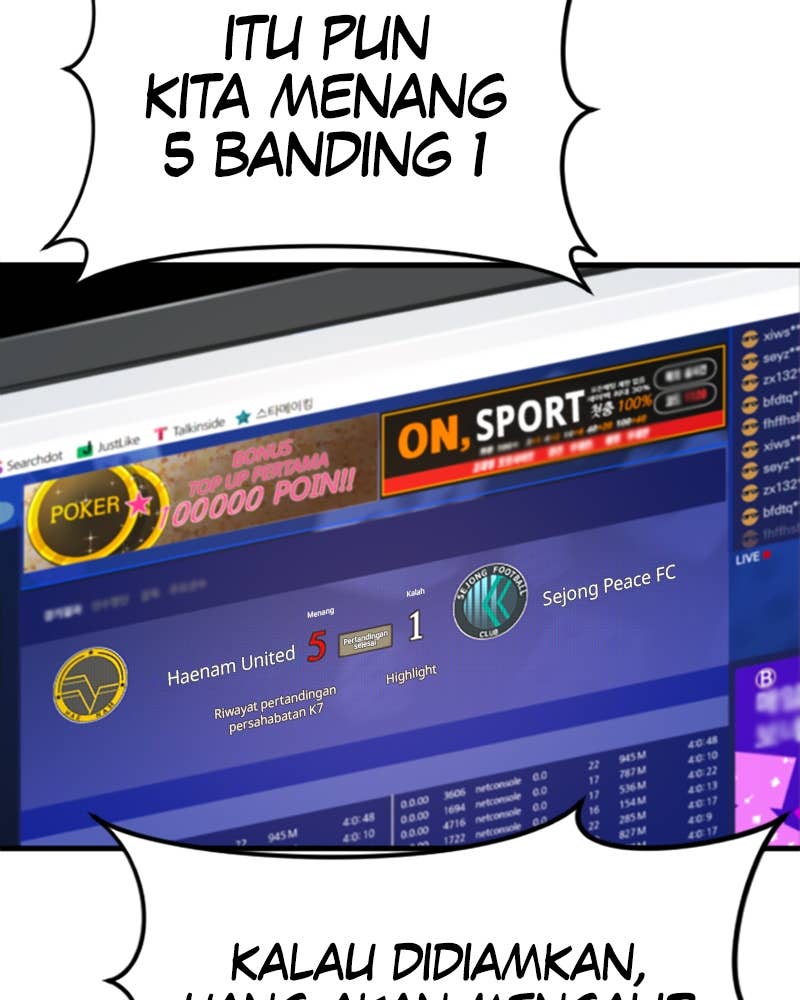 ITU PUN
KITA MENANG
5 BANDING 1
Searchdot JustLike Talkinside 스타메이킹
POKER
BONUS
TOP UP PERTAMA
100000 POIN!!
ON, SPORT
첫충 100%
xiws**
seyz**
zx132
bfdtq*
fhffhs
xiws**
seyz**
zx132
bfdtq*
fhffhsl
LIVE
Menang Kalah
Haenam United 5 Pertandingan selesai 1 Sejong Peace FC
SEJONG FOOTBALL
CLUB
Riwayat pertandingan
persahabatan K7
Highlight
B
22 945 M 4:0: 48
4:0: 10
0.0.00 3606 netconsole 0.0 22 945 M 4:0: 48
0.0.00 1694 netconsole 0.0 17 787 M 4:0: 10
0.0.00 4716 netconsole 0.0 17 536 M 4:0: 22
1722 netconsole 0.0 16 154 M 4:0: 13
22 285 M 4:0: 17
827 M 4:0: 9
4:0: 17
KALAU DIDIAMKAN,
UANG AKAN MENGALIR